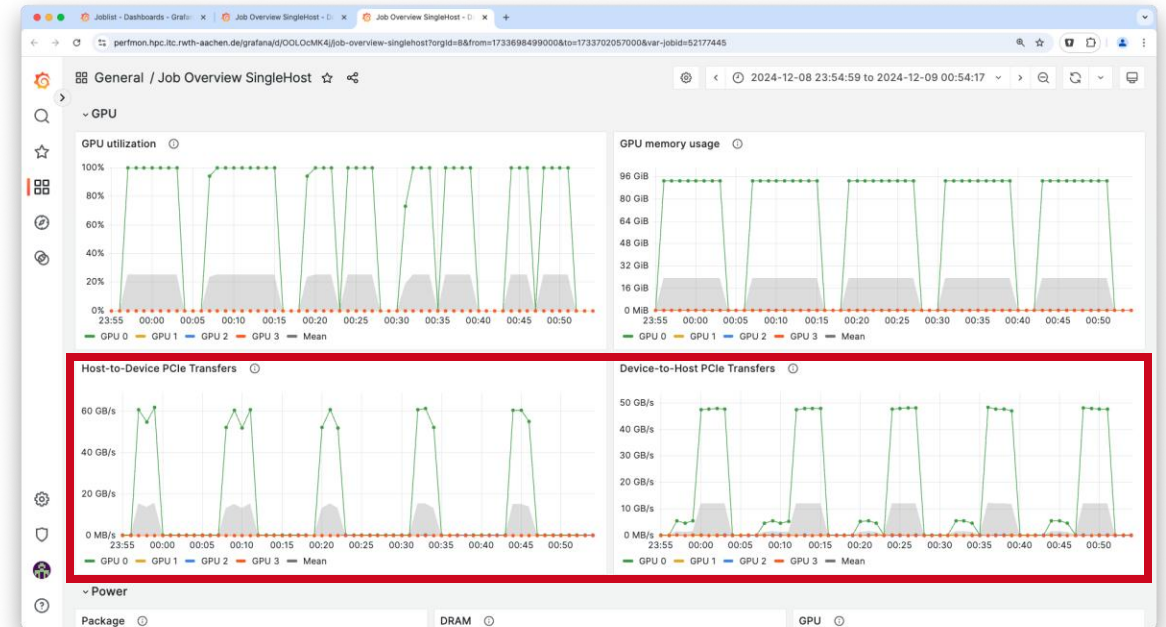 Joblist - Dashboards - Grafa
Job Overview SingleHost - D
Job Overview SingleHost - D
perfmon.hpc.itc.rwth-aachen.de/grafana/d/OOLOcMK4j/job-overview-singlehost?orgId=8&from=1733698499000&to=1733702057000&var-jobid=52177445
General / Job Overview SingleHost
2024-12-08 23:54:59 to 2024-12-09 00:54:17
GPU
GPU utilization
100%
80%
60%
40%
20%
0%
23:55 00:00 00:05 00:10 00:15 00:20 00:25 00:30 00:35 00:40 00:45 00:50
GPU 0 GPU 1 GPU 2 GPU 3 Mean
GPU memory usage
96 GiB
80 GiB
64 GiB
48 GiB
32 GiB
16 GiB
0 MiB
23:55 00:00 00:05 00:10 00:15 00:20 00:25 00:30 00:35 00:40 00:45 00:50
GPU 0 GPU 1 GPU 2 GPU 3 Mean
Host-to-Device PCIe Transfers
60 GB/s
40 GB/s
20 GB/s
0 MB/s
23:55 00:00 00:05 00:10 00:15 00:20 00:25 00:30 00:35 00:40 00:45 00:50
GPU 0 GPU 1 GPU 2 GPU 3 Mean
Device-to-Host PCIe Transfers
50 GB/s
40 GB/s
30 GB/s
20 GB/s
10 GB/s
0 MB/s
23:55 00:00 00:05 00:10 00:15 00:20 00:25 00:30 00:35 00:40 00:45 00:50
GPU 0 GPU 1 GPU 2 GPU 3 Mean
Power
Package
DRAM
GPU